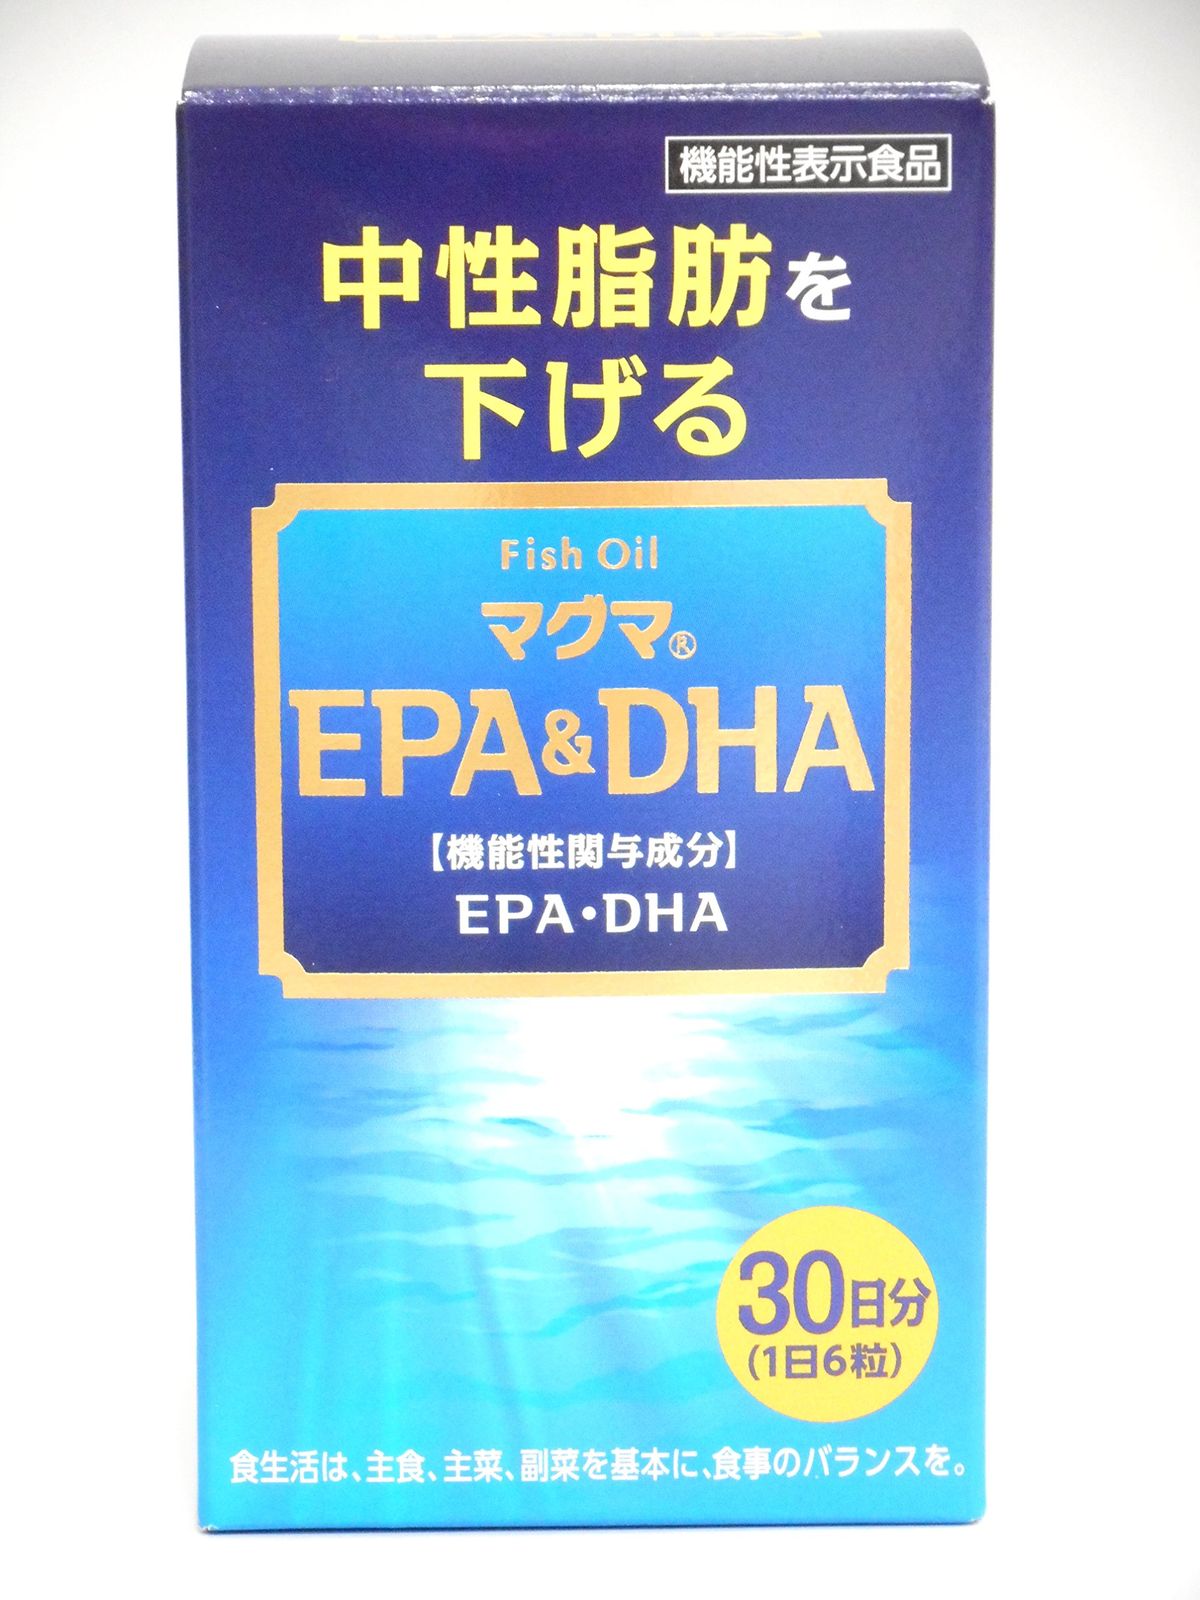 機能性表示食品
中性脂肪を
下げる
Fish Oil
マグマ®
EPA&DHA
【機能性関与成分】
EPA・DHA
30日分
(1日6粒)
食生活は、主食、主菜、副菜を基本に、食事のバランスを。